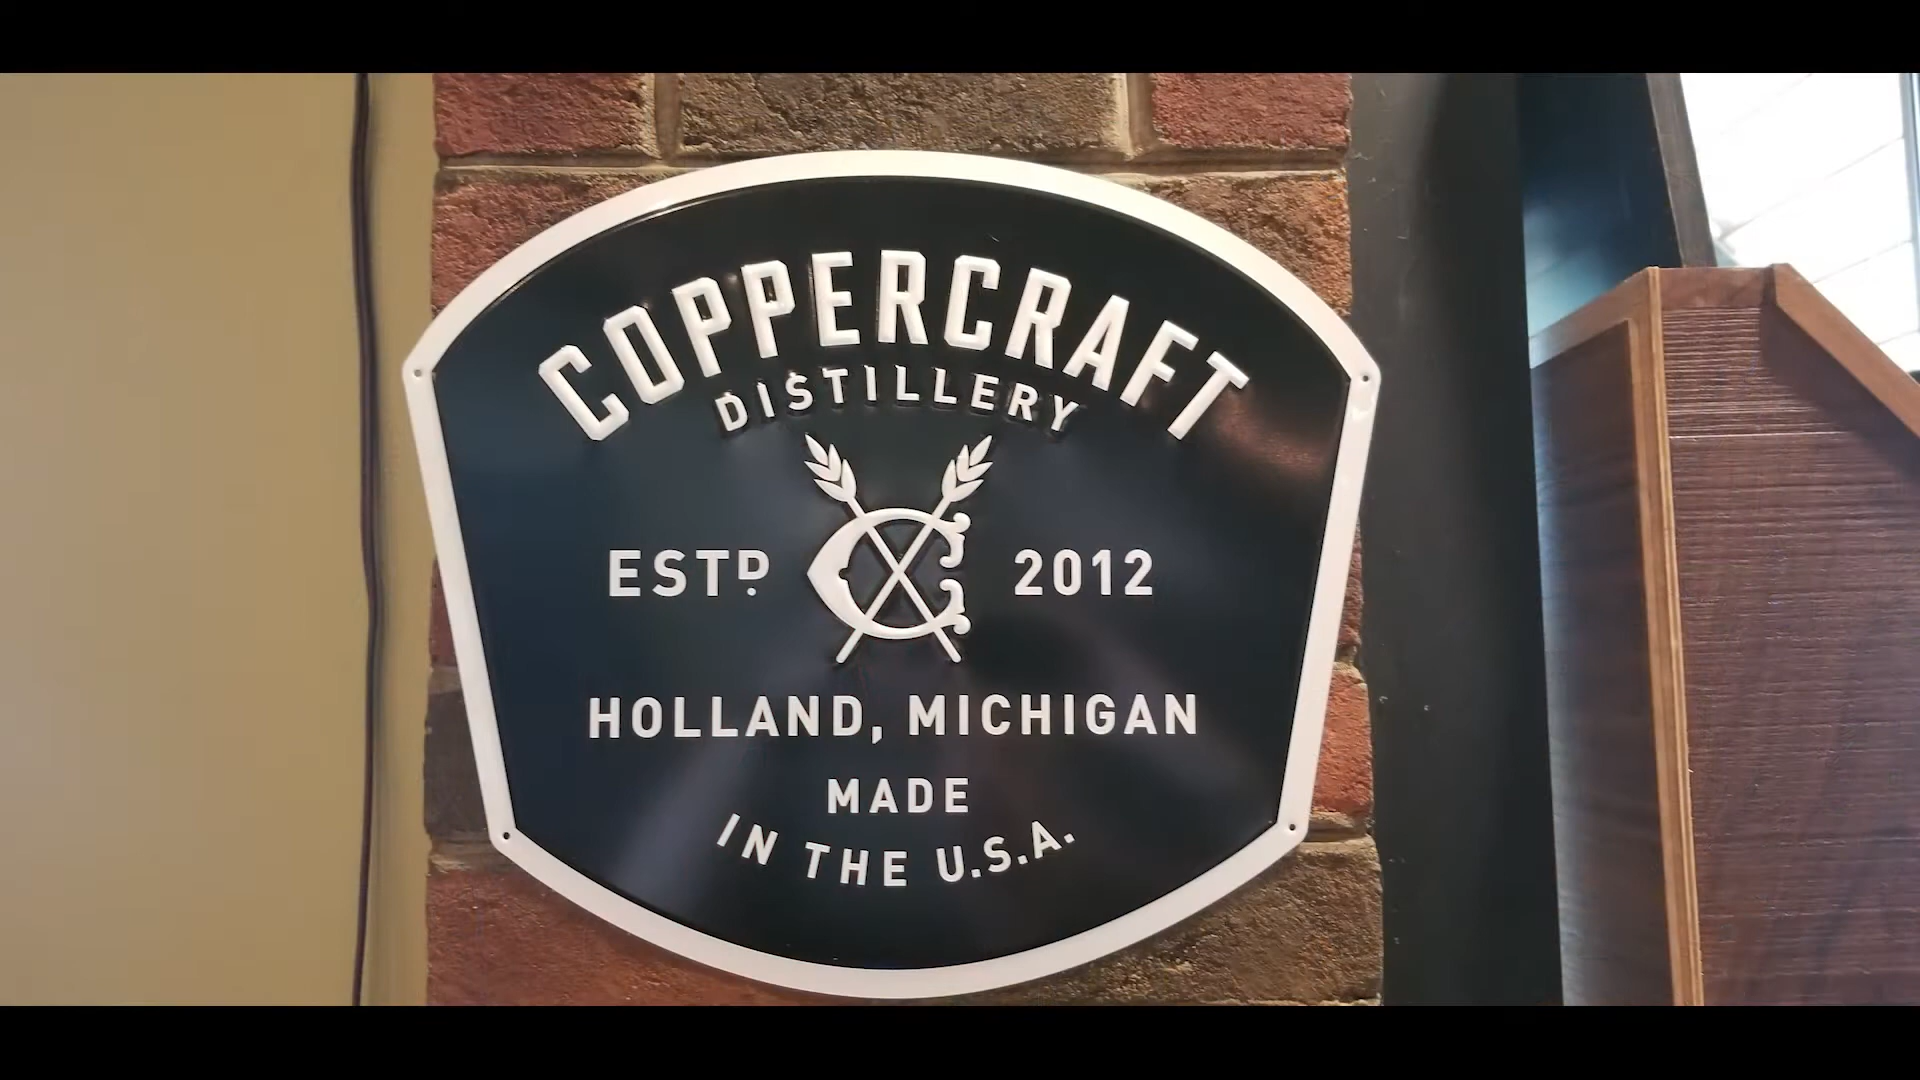 COPPERCRAFT
DISTILLERY
ESTD. 2012
HOLLAND, MICHIGAN
MADE
IN THE U.S.A.